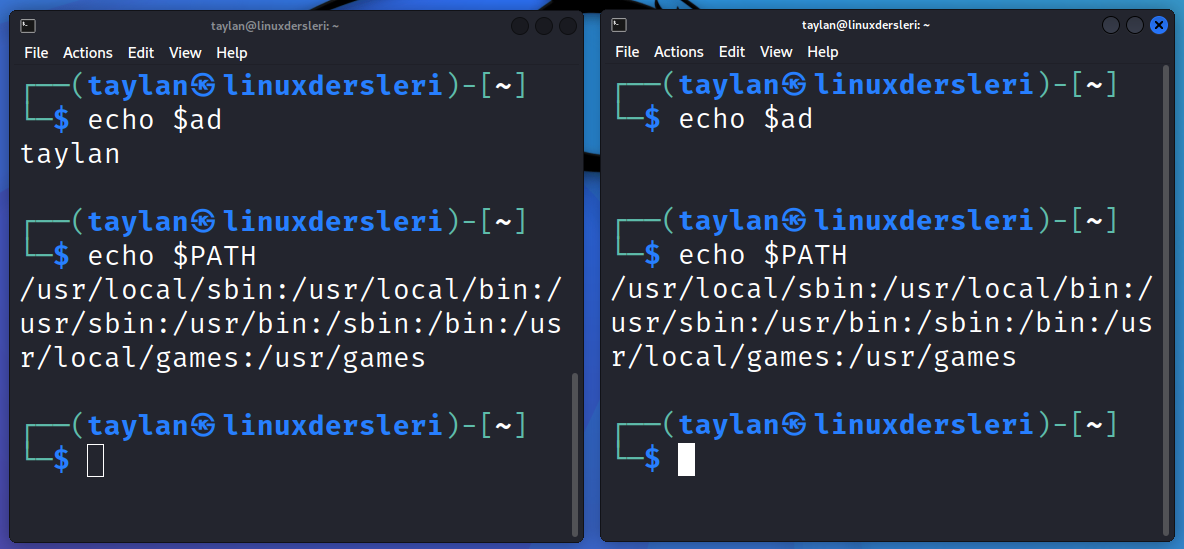 taylan@linuxdersleri: ~
File Actions Edit View Help
┌──(taylan㉿linuxdersleri)-[~]
└─$ echo $ad
taylan
┌──(taylan㉿linuxdersleri)-[~]
└─$ echo $PATH
/usr/local/sbin:/usr/local/bin:/
usr/sbin:/usr/bin:/sbin:/bin:/us
r/local/games:/usr/games
┌──(taylan㉿linuxdersleri)-[~]
└─$
taylan@linuxdersleri: ~
File Actions Edit View Help
┌──(taylan㉿linuxdersleri)-[~]
└─$ echo $ad
┌──(taylan㉿linuxdersleri)-[~]
└─$ echo $PATH
/usr/local/sbin:/usr/local/bin:/
usr/sbin:/usr/bin:/sbin:/bin:/us
r/local/games:/usr/games
┌──(taylan㉿linuxdersleri)-[~]
└─$